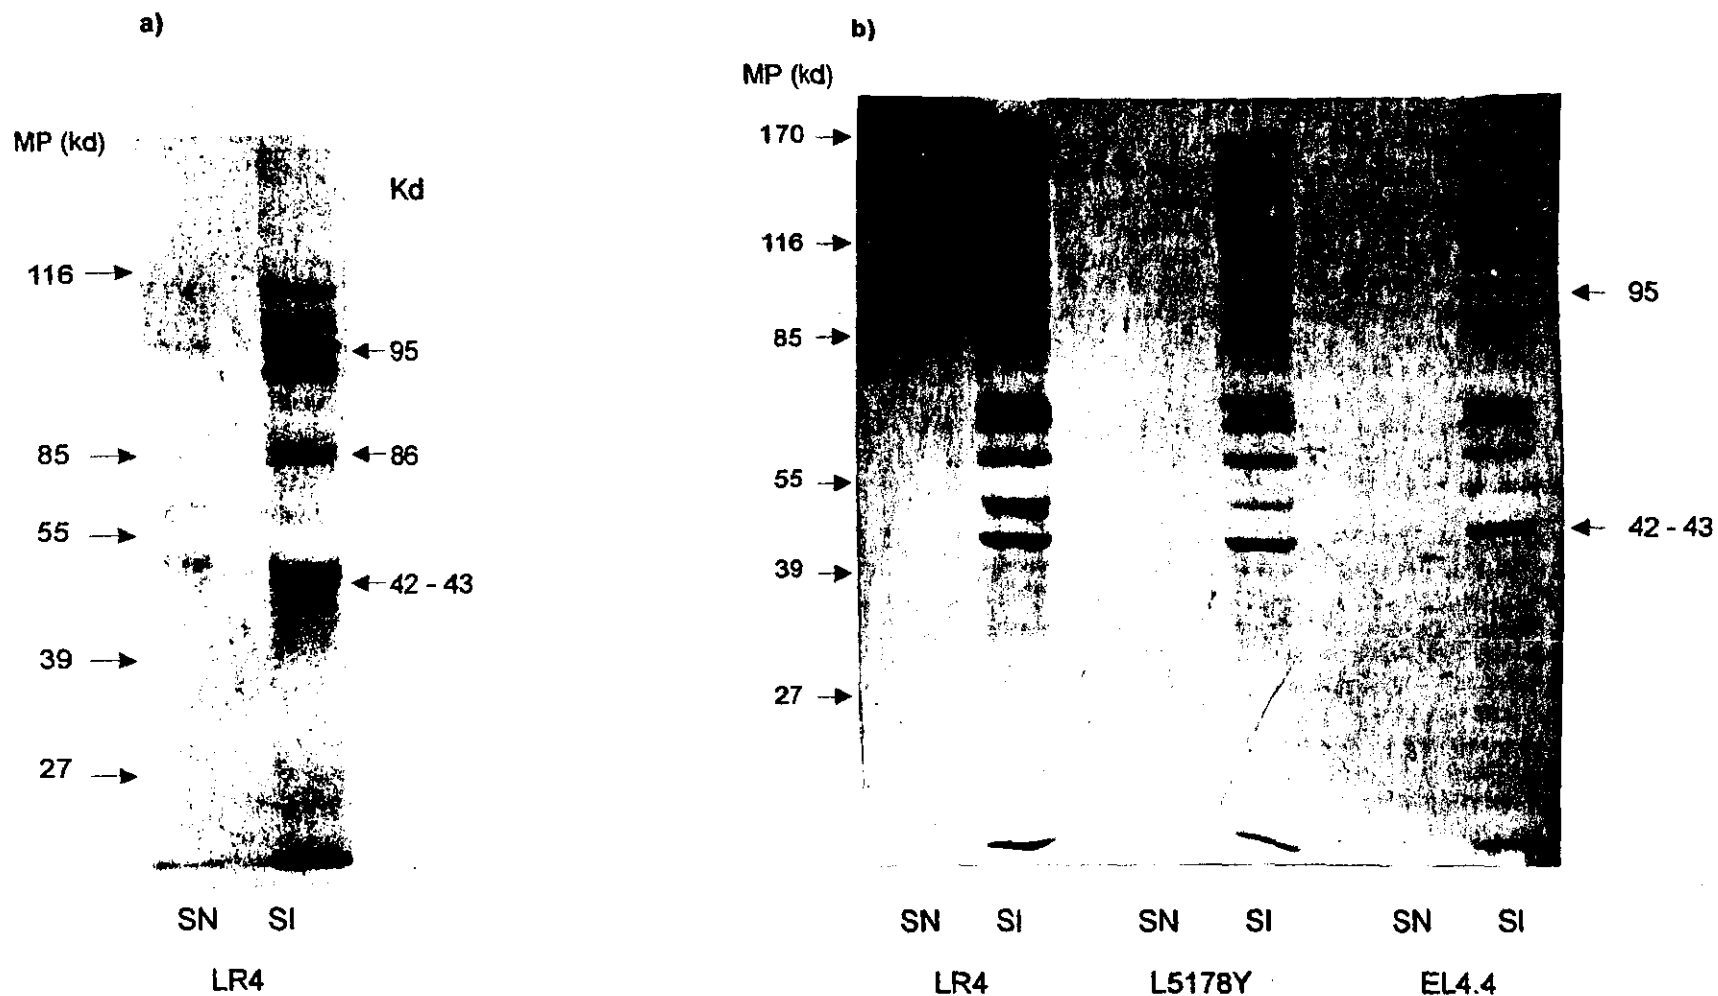 a)
MP (kd)
Kd
116
95
85
86
55
42 - 43
39
27
SN SI
LR4
b)
MP (kd)
170
116
95
85
55
42 - 43
39
27
SN SI SN SI SN SI
LR4 L5178Y EL4.4